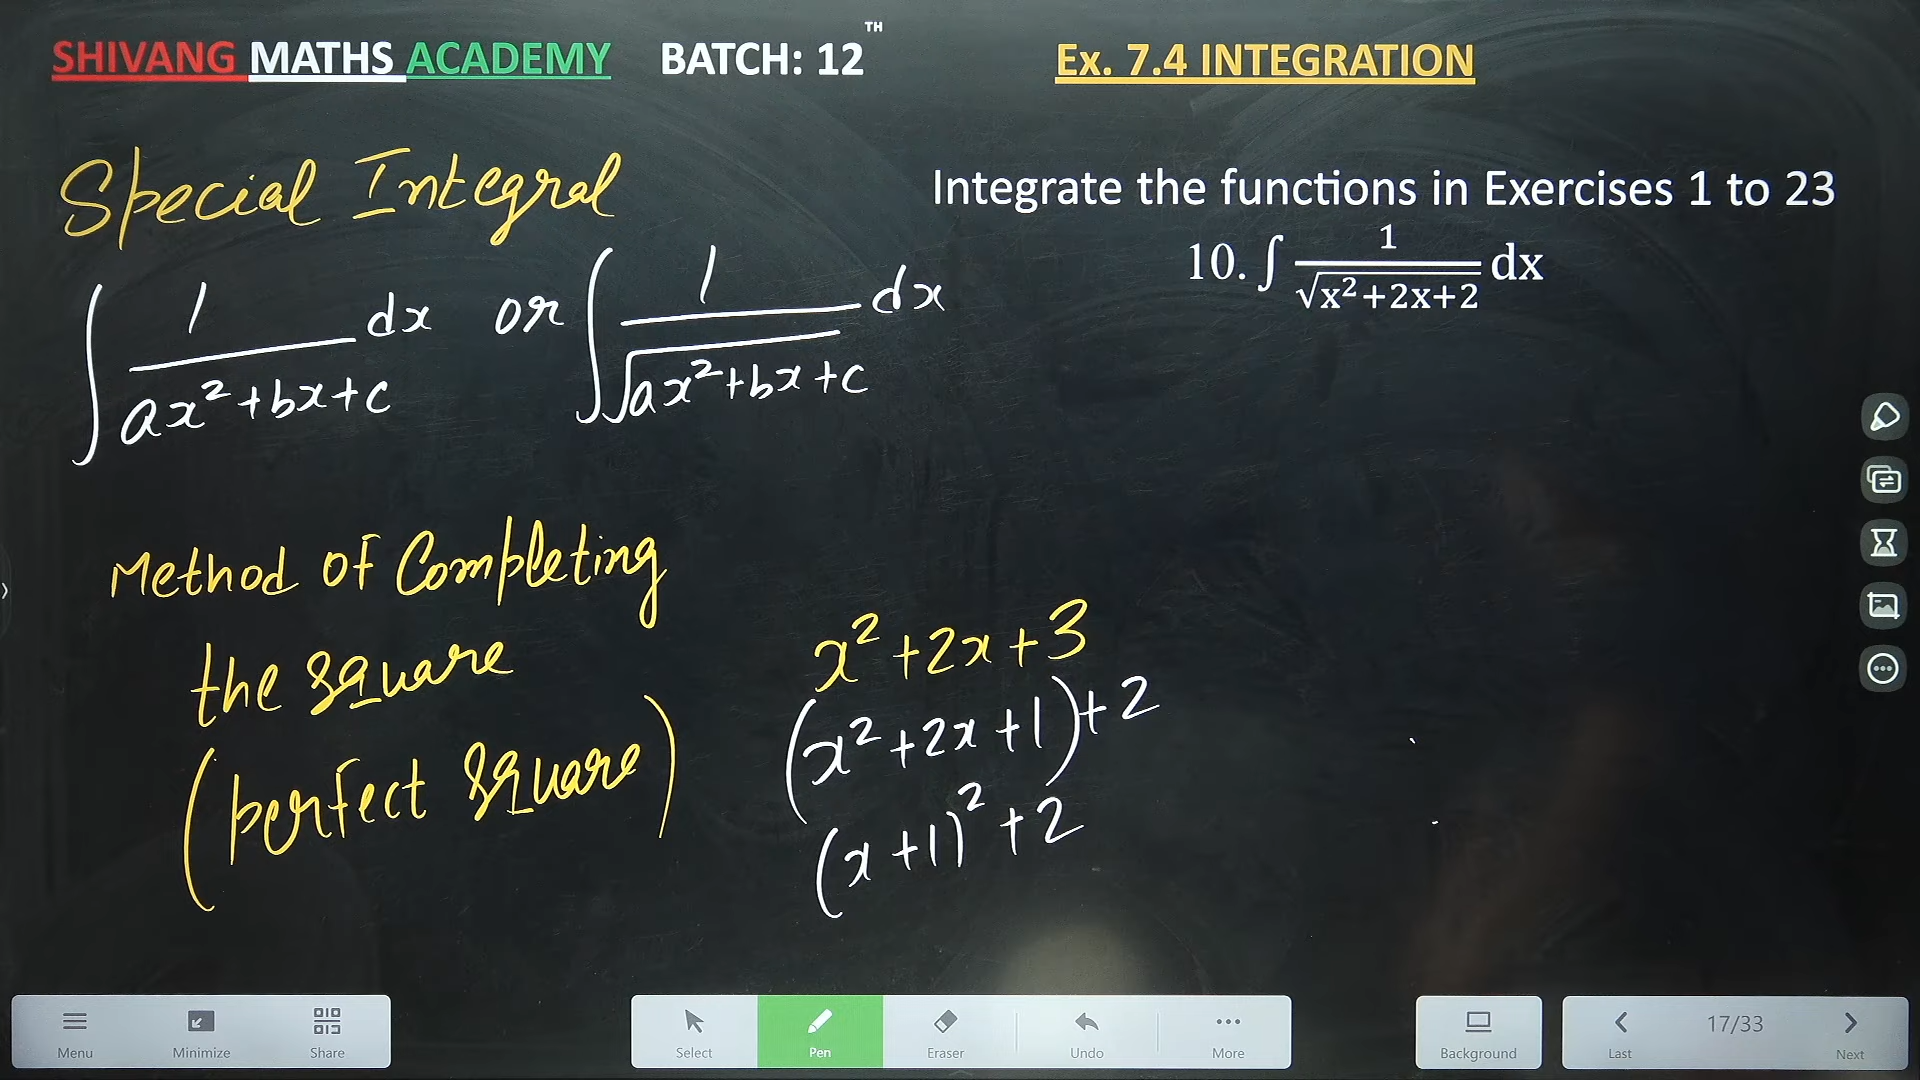 SHIVANG MATHS ACADEMY BATCH: 12TH
Ex. 7.4 INTEGRATION
Special Integral
∫ 1/(ax²+bx+c) dx or ∫ 1/√(ax²+bx+c) dx
Integrate the functions in Exercises 1 to 23
10. ∫ 1/√(x²+2x+2) dx
Method of Completing
the square
(perfect square)
x²+2x+3
(x²+2x+1)+2
(x+1)²+2
Menu Minimize Share
Select Pen Eraser Undo More
Background
Last 17/33 Next